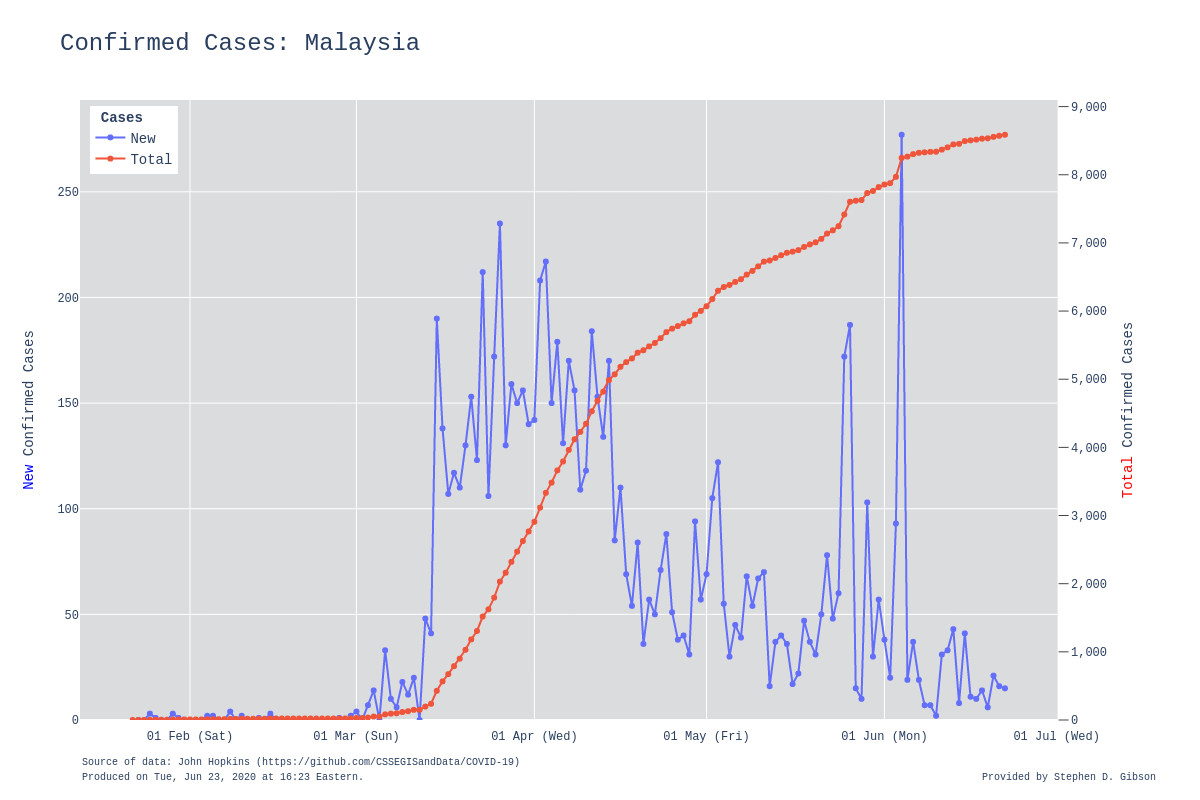 Confirmed Cases: Malaysia
Cases
New
Total
250
200
150
100
50
0
New Confirmed Cases
9,000
8,000
7,000
6,000
5,000
4,000
3,000
2,000
1,000
0
Total Confirmed Cases
01 Feb (Sat)
01 Mar (Sun)
01 Apr (Wed)
01 May (Fri)
01 Jun (Mon)
01 Jul (Wed)
Source of data: John Hopkins (https://github.com/CSSEGISandData/COVID-19)
Produced on Tue, Jun 23, 2020 at 16:23 Eastern.
Provided by Stephen D. Gibson